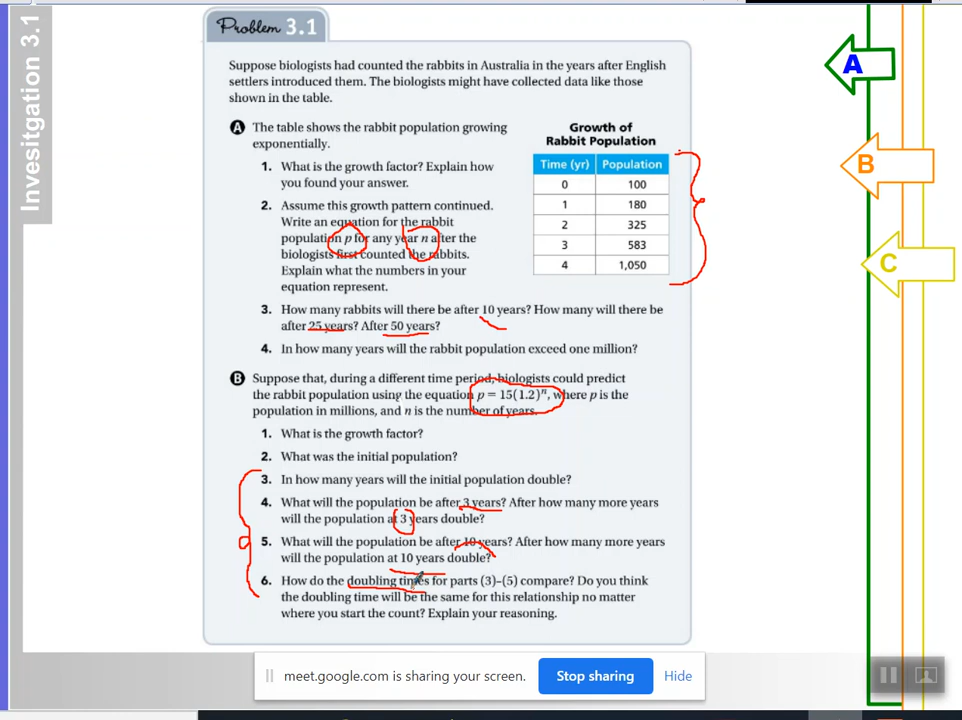 Invesitgation 3.1
Problem 3.1
Suppose biologists had counted the rabbits in Australia in the years after English
settlers introduced them. The biologists might have collected data like those
shown in the table.
A The table shows the rabbit population growing
exponentially.
1. What is the growth factor? Explain how
you found your answer.
2. Assume this growth pattern continued.
Write an equation for the rabbit
population p for any year n after the
biologists first counted the rabbits.
Explain what the numbers in your
equation represent.
Growth of
Rabbit Population
Time (yr) Population
0 100
1 180
2 325
3 583
4 1,050
3. How many rabbits will there be after 10 years? How many will there be
after 25 years? After 50 years?
4. In how many years will the rabbit population exceed one million?
B Suppose that, during a different time period, biologists could predict
the rabbit population using the equation p = 15(1.2)ⁿ, where p is the
population in millions, and n is the number of years.
1. What is the growth factor?
2. What was the initial population?
3. In how many years will the initial population double?
4. What will the population be after 3 years? After how many more years
will the population at 3 years double?
5. What will the population be after 10 years? After how many more years
will the population at 10 years double?
6. How do the doubling times for parts (3)–(5) compare? Do you think
the doubling time will be the same for this relationship no matter
where you start the count? Explain your reasoning.
A
B
C
meet.google.com is sharing your screen.
Stop sharing
Hide